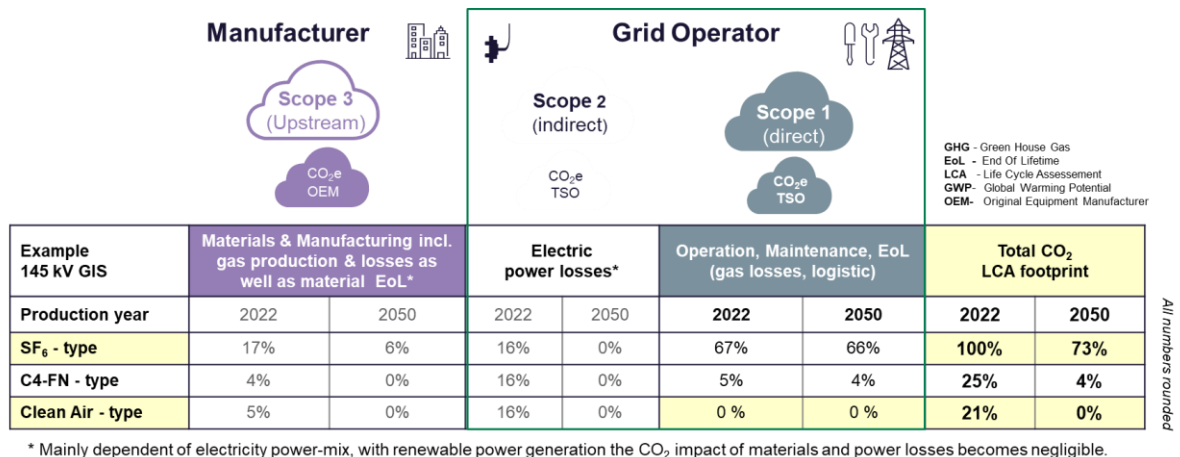 Manufacturer
Grid Operator
Scope 3
(Upstream)
Scope 2
(indirect)
Scope 1
(direct)
CO₂e
OEM
CO₂e
TSO
CO₂e
TSO
GHG - Green House Gas
EoL - End Of Lifetime
LCA - Life Cycle Assessement
GWP- Global Warming Potential
OEM- Original Equipment Manufacturer
Example
145 kV GIS
Materials & Manufacturing incl.
gas production & losses as
well as material EoL*
Electric
power losses*
Operation, Maintenance, EoL
(gas losses, logistic)
Total CO₂
LCA footprint
Production year 2022 2050 2022 2050 2022 2050 2022 2050
SF₆ - type 17% 6% 16% 0% 67% 66% 100% 73%
C4-FN - type 4% 0% 16% 0% 5% 4% 25% 4%
Clean Air - type 5% 0% 16% 0% 0 % 0 % 21% 0%
All numbers rounded
* Mainly dependent of electricity power-mix, with renewable power generation the CO₂ impact of materials and power losses becomes negligible.